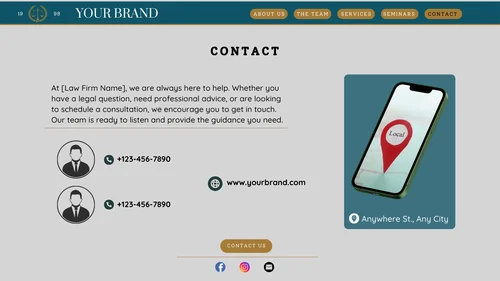 19 98
YOUR BRAND
ABOUT US
THE TEAM
SERVICES
SEMINARS
CONTACT
CONTACT
At [Law Firm Name], we are always here to help. Whether you
have a legal question, need professional advice, or are looking
to schedule a consultation, we encourage you to get in touch.
Our team is ready to listen and provide the guidance you need.
Local
+123-456-7890
www.yourbrand.com
+123-456-7890
Anywhere St., Any City
CONTACT US